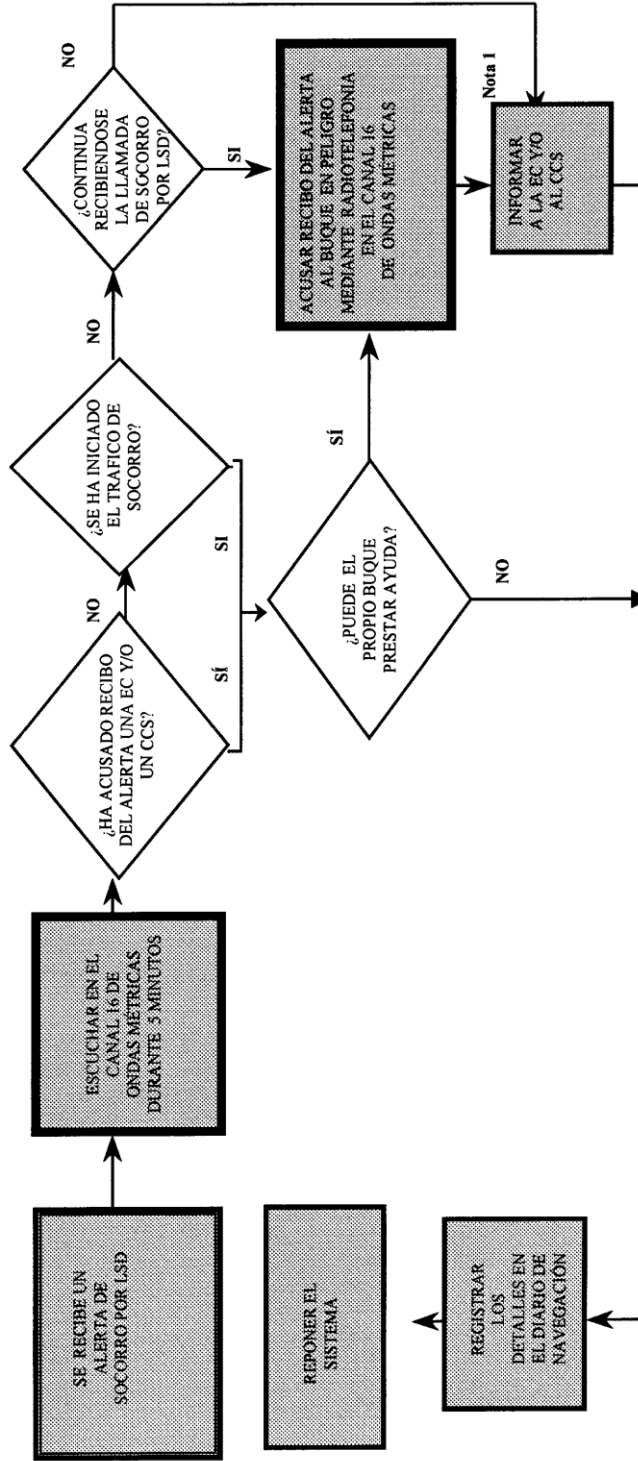 SE RECIBE UN
ALERTA DE
SOCORRO POR LSD
ESCUCHAR EN EL
CANAL 16 DE
ONDAS MÉTRICAS
DURANTE 5 MINUTOS
¿HA ACUSADO RECIBO
DEL ALERTA UNA EC Y/O
UN CCS?
NO
SÍ
¿SE HA INICIADO
EL TRAFICO DE
SOCORRO?
NO
SI
¿CONTINUA
RECIBIENDOSE
LA LLAMADA
DE SOCORRO
POR LSD?
NO
SI
REPONER EL
SISTEMA
¿PUEDE EL
PROPIO BUQUE
PRESTAR AYUDA?
SÍ
NO
ACUSAR RECIBO DEL ALERTA
AL BUQUE EN PELIGRO
MEDIANTE RADIOTELEFONIA
EN EL CANAL 16
DE ONDAS METRICAS
Nota 1
REGISTRAR
LOS
DETALLES EN
EL DIARIO DE
NAVEGACIÓN
INFORMAR
A LA EC Y/O
AL CCS